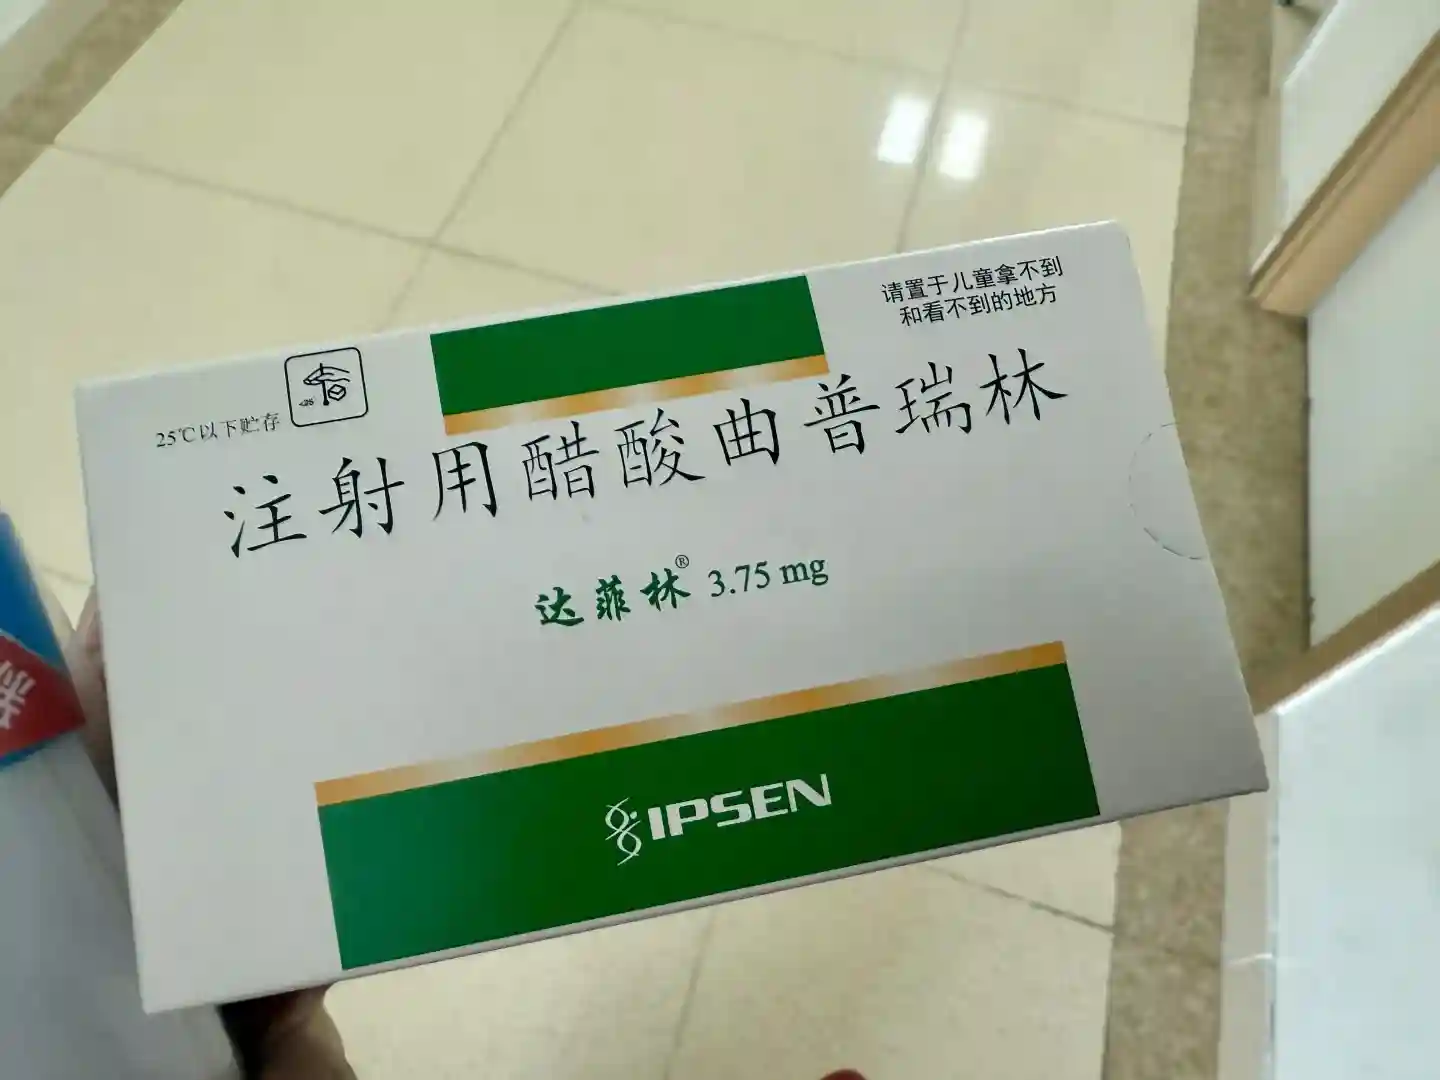 请置于儿童拿不到
和看不到的地方
25℃以下贮存
注射用醋酸曲普瑞林
达菲林® 3.75 mg
IPSEN